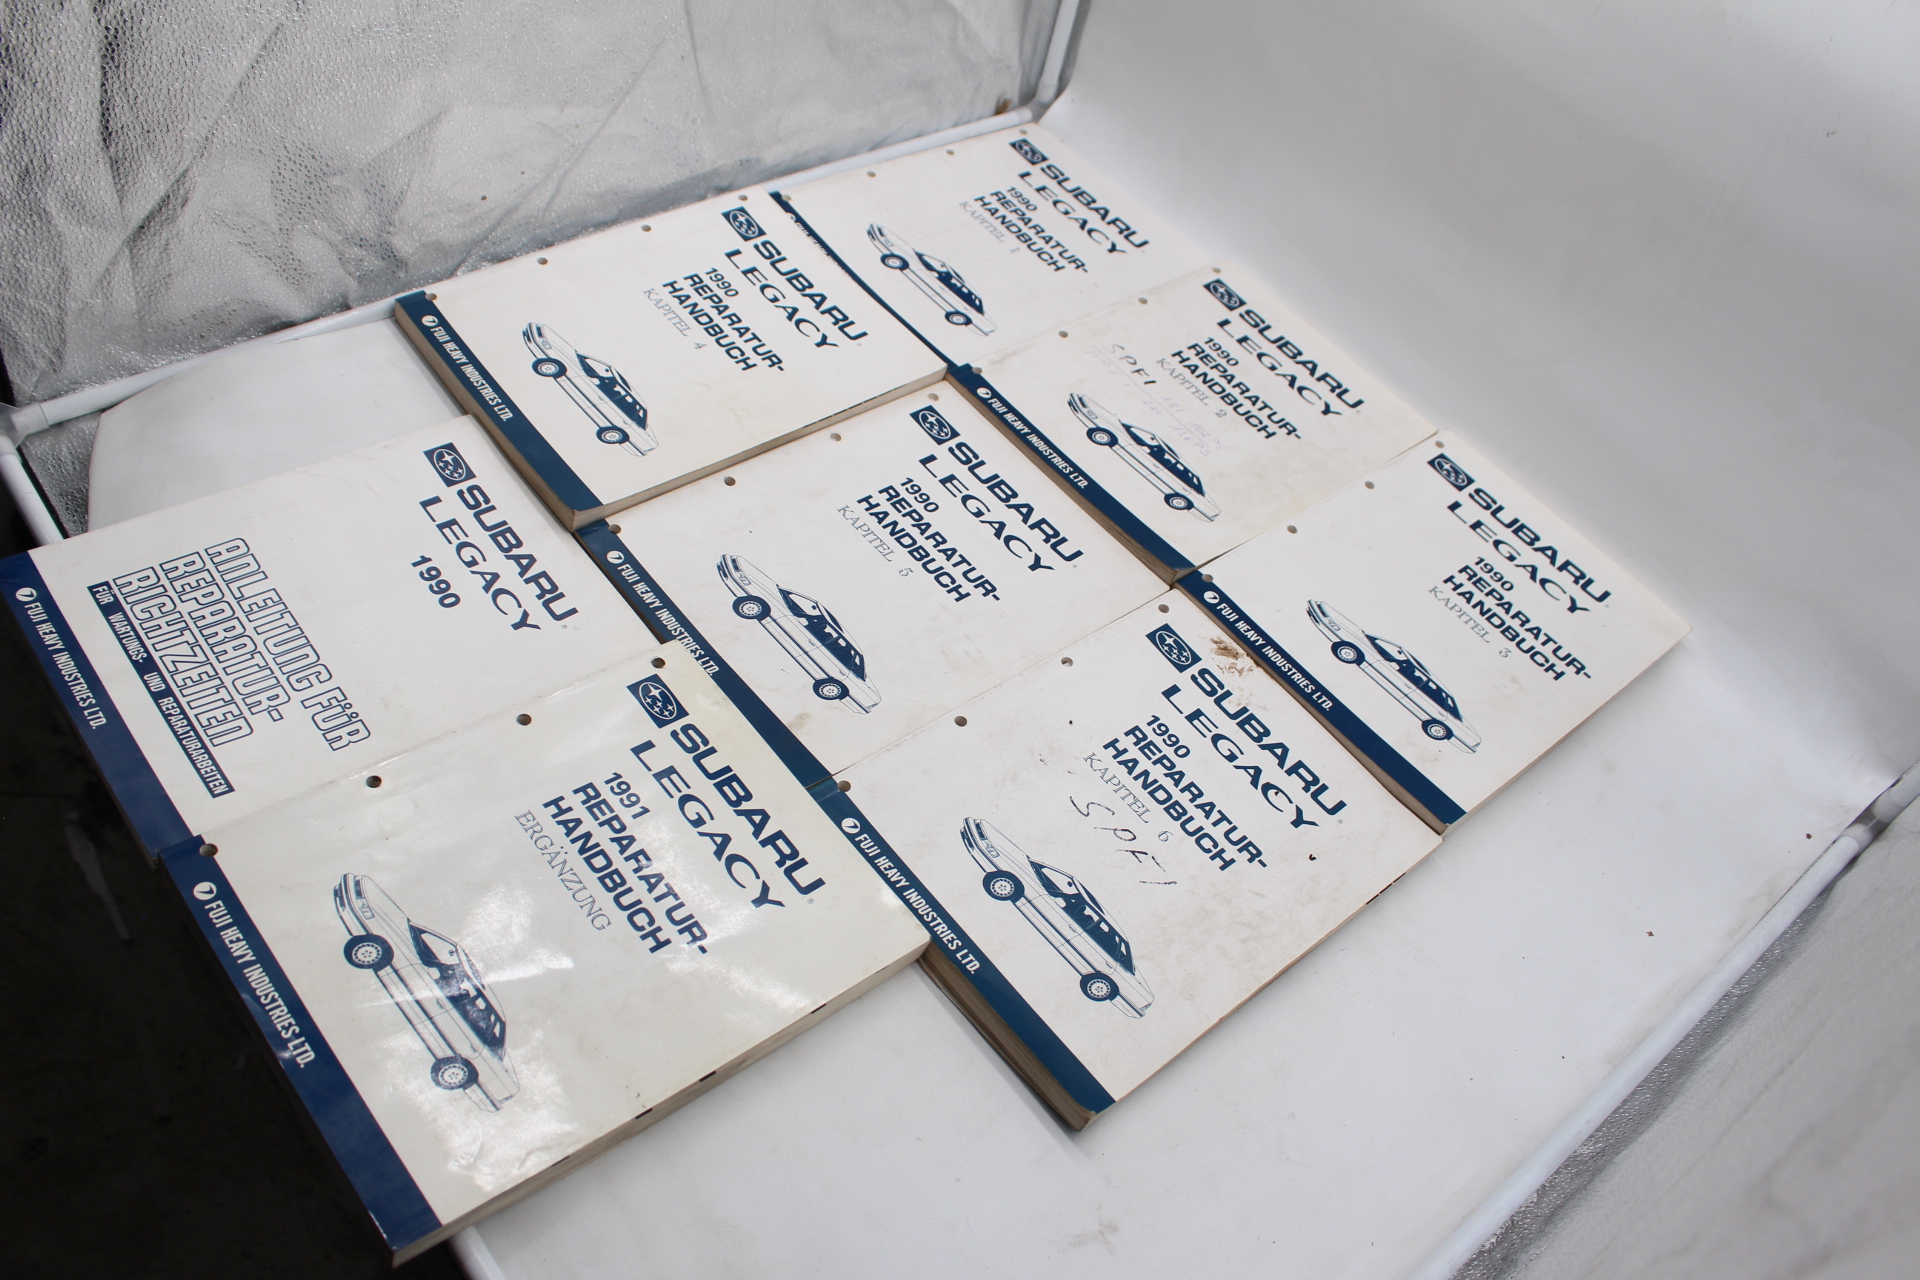 SUBARU
LEGACY
1990
REPARATUR-
HANDBUCH
KAPITEL 1
SUBARU
LEGACY
1990
REPARATUR-
HANDBUCH
KAPITEL 4
FUJI HEAVY INDUSTRIES LTD.
SUBARU
LEGACY
1990
REPARATUR-
HANDBUCH
KAPITEL 2
SPFI
FUJI HEAVY INDUSTRIES LTD.
SUBARU
LEGACY
1990
REPARATUR-
HANDBUCH
KAPITEL 3
FUJI HEAVY INDUSTRIES LTD.
SUBARU
LEGACY
1990
REPARATUR-
HANDBUCH
KAPITEL 5
FUJI HEAVY INDUSTRIES LTD.
SUBARU
LEGACY
1990
ANLEITUNG FÜR
REPARATUR-
RICHTZEITEN
FÜR WARTUNGS- UND REPARATURARBEITEN
FUJI HEAVY INDUSTRIES LTD.
SUBARU
LEGACY
1990
REPARATUR-
HANDBUCH
KAPITEL 6
SPFI
FUJI HEAVY INDUSTRIES LTD.
SUBARU
LEGACY
1991
REPARATUR-
HANDBUCH
ERGÄNZUNG
FUJI HEAVY INDUSTRIES LTD.